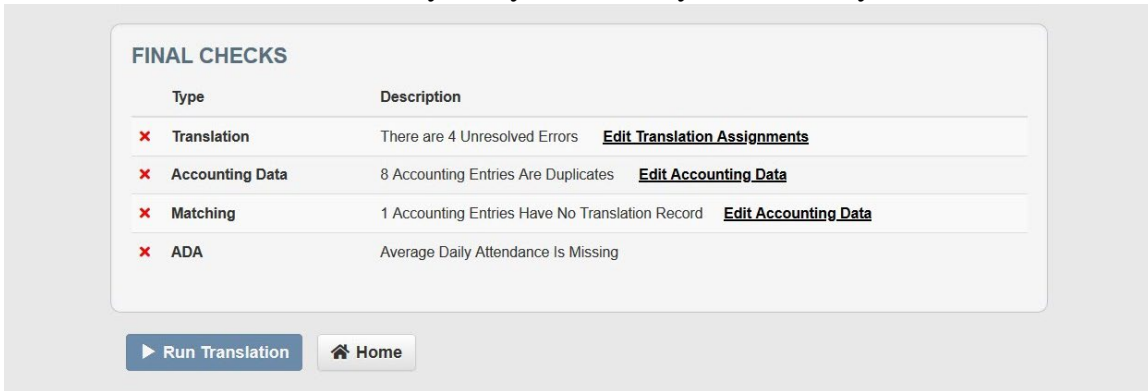 FINAL CHECKS
Type Description
Translation There are 4 Unresolved Errors Edit Translation Assignments
Accounting Data 8 Accounting Entries Are Duplicates Edit Accounting Data
Matching 1 Accounting Entries Have No Translation Record Edit Accounting Data
ADA Average Daily Attendance Is Missing
Run Translation Home